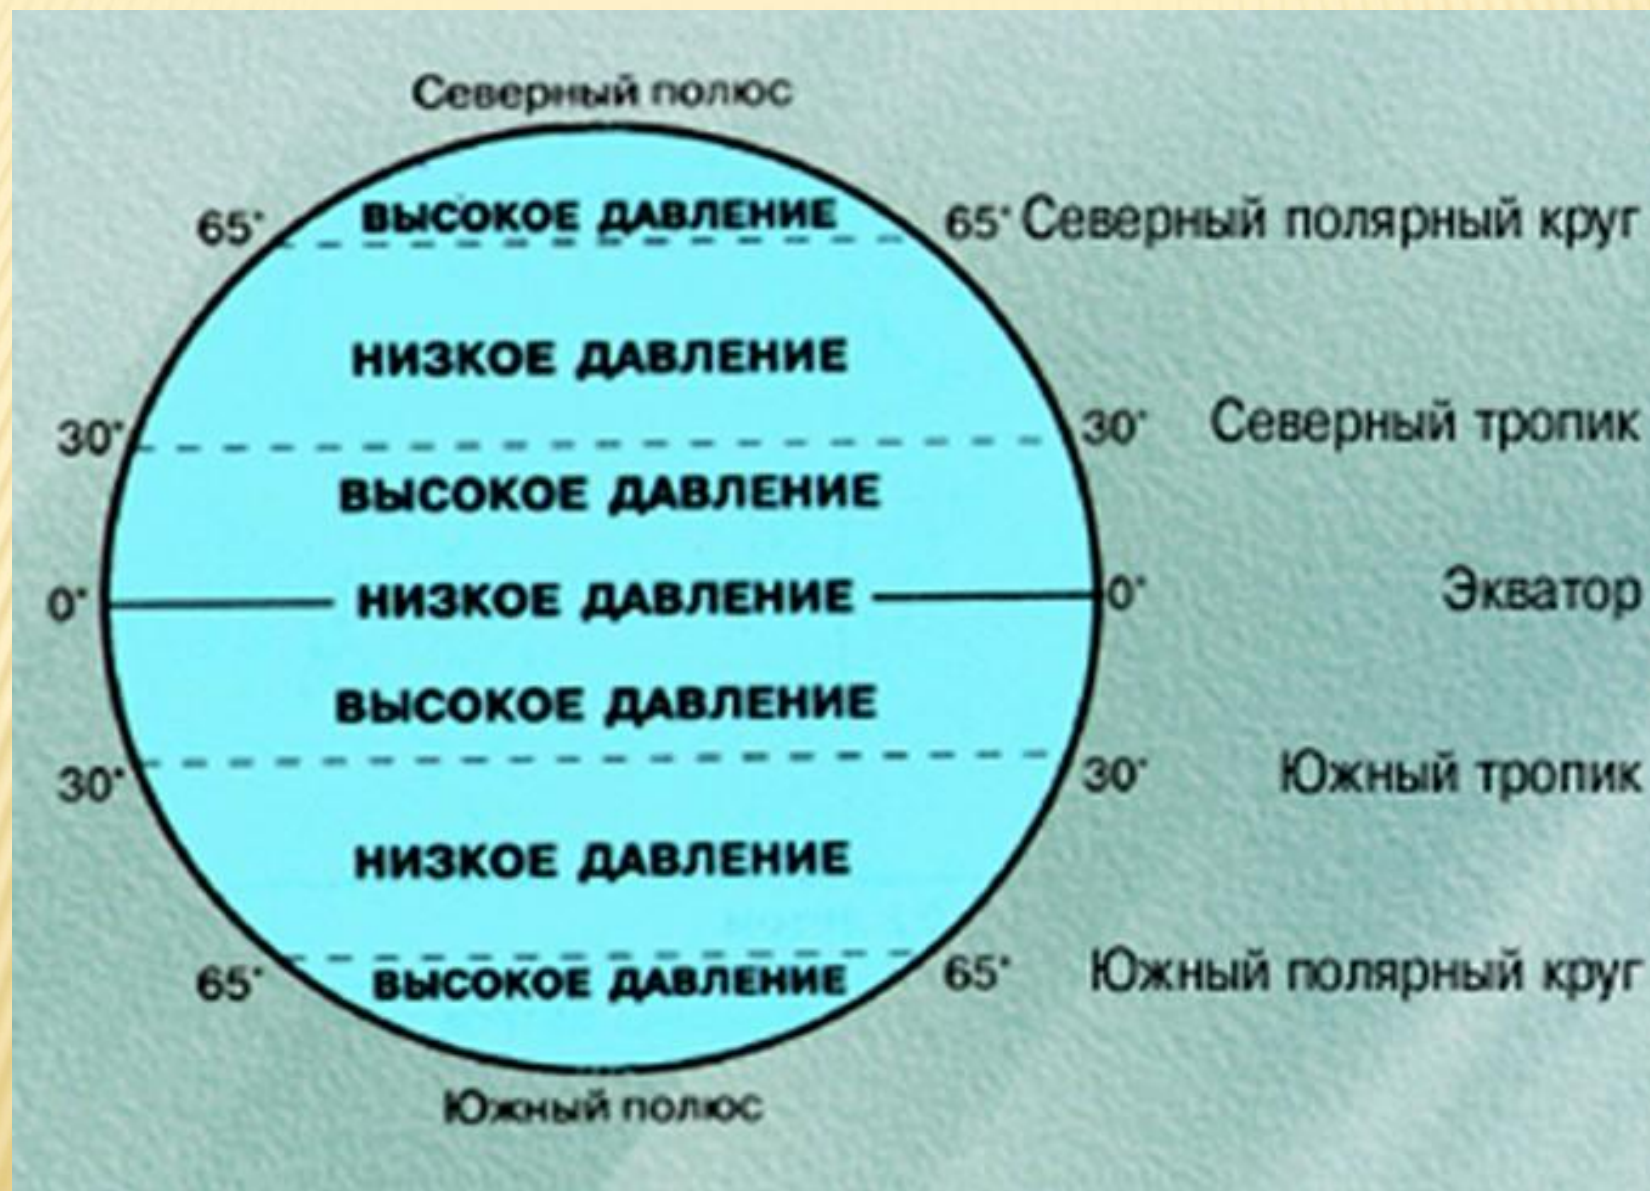 Северный полюс
65° ВЫСОКОЕ ДАВЛЕНИЕ 65° Северный полярный круг
НИЗКОЕ ДАВЛЕНИЕ
30° 30° Северный тропик
ВЫСОКОЕ ДАВЛЕНИЕ
0° НИЗКОЕ ДАВЛЕНИЕ 0° Экватор
ВЫСОКОЕ ДАВЛЕНИЕ
30° 30° Южный тропик
НИЗКОЕ ДАВЛЕНИЕ
65° ВЫСОКОЕ ДАВЛЕНИЕ 65° Южный полярный круг
Южный полюс